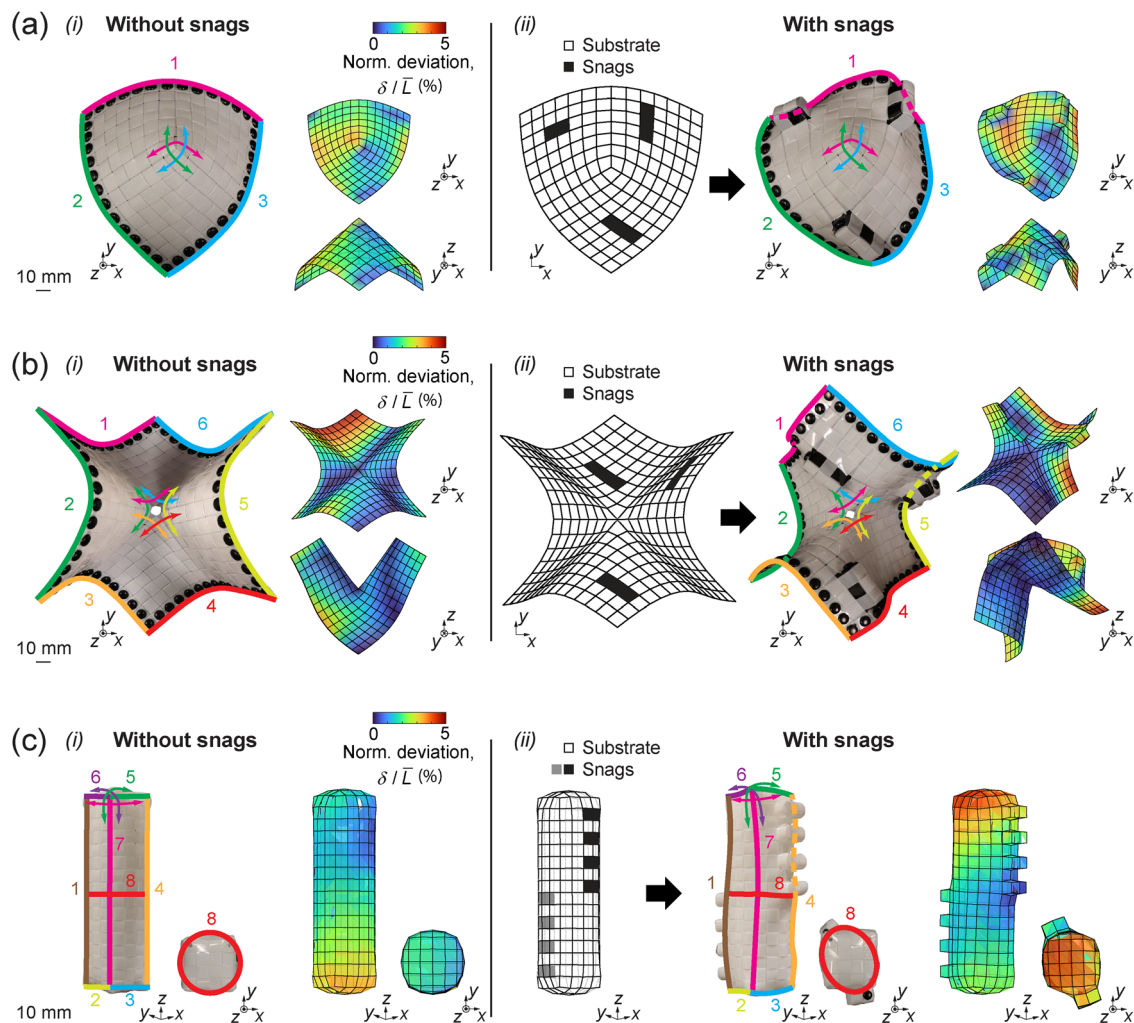 (a) (i) Without snags
0 5
Norm. deviation,
δ / L̅ (%)
1
2
3
y
z x
y
z x
z
y x
10 mm
(ii) With snags
Substrate
Snags
y
x
1
2
3
y
z x
y
z x
z
y x
(b) (i) Without snags
0 5
Norm. deviation,
δ / L̅ (%)
1 6
2 5
3 4
y
z x
y
z x
z
y x
10 mm
(ii) With snags
Substrate
Snags
y
x
1 6
2 5
3 4
y
z x
y
z x
z
y x
(c) (i) Without snags
0 5
Norm. deviation,
δ / L̅ (%)
6 5
7
1 8 4
8
2 3
z
y x
y
z x
z
y x
y
z x
10 mm
(ii) With snags
Substrate
Snags
z
y x
6 5
7
1 8 4
8
2 3
z
y x
y
z x
z
y x
y
z x